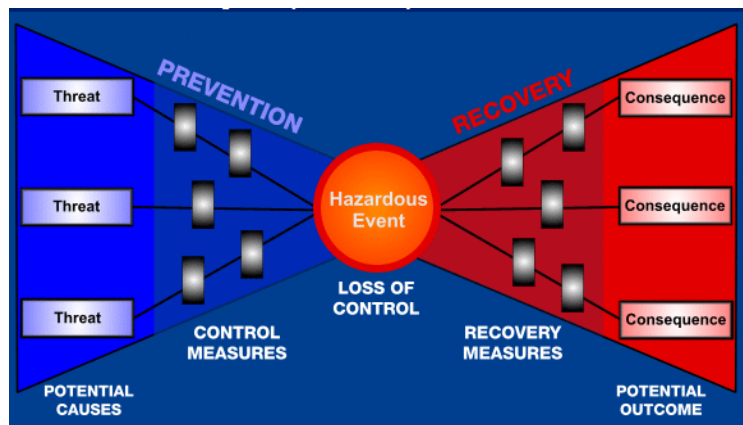 PREVENTION
RECOVERY
Threat
Threat
Threat
Hazardous
Event
Consequence
Consequence
Consequence
LOSS OF
CONTROL
CONTROL
MEASURES
RECOVERY
MEASURES
POTENTIAL
CAUSES
POTENTIAL
OUTCOME